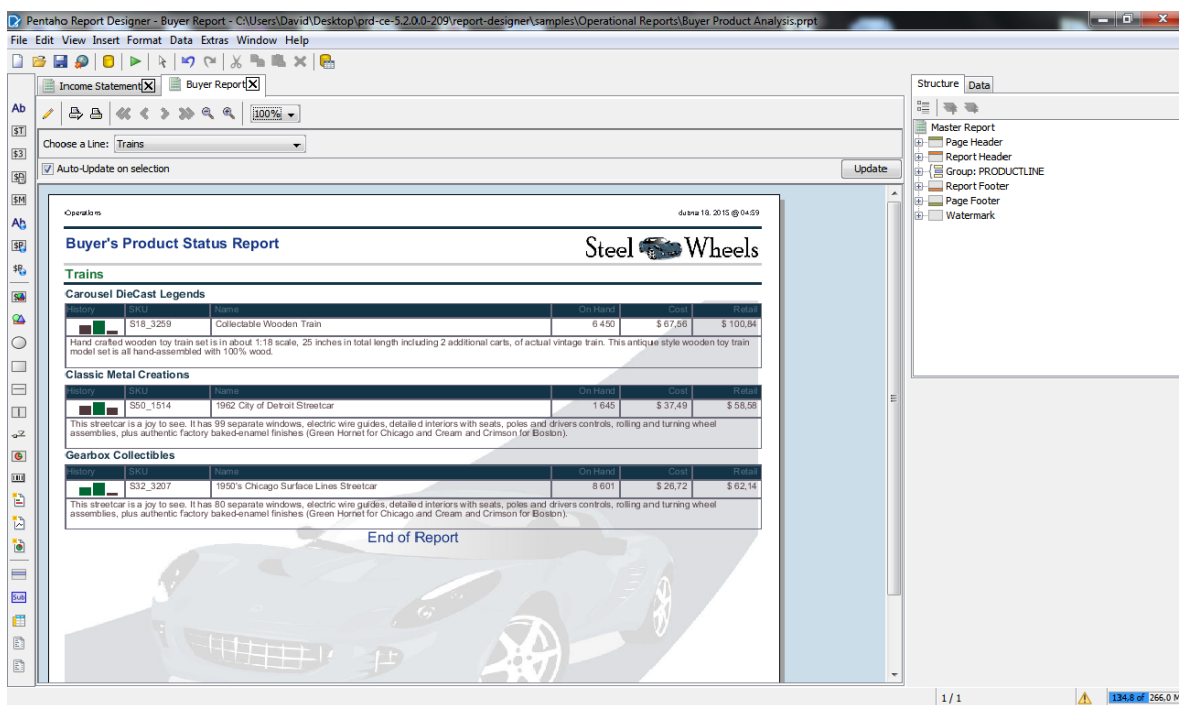 Pentaho Report Designer - Buyer Report - C:\Users\David\Desktop\prd-ce-5.2.0.0-209\report-designer\samples\Operational Reports\Buyer Product Analysis.prpt
File Edit View Insert Format Data Extras Window Help
Income Statement
Buyer Report
Structure
Data
100%
Choose a Line: Trains
Auto-Update on selection
Update
Master Report
Page Header
Report Header
Group: PRODUCTLINE
Report Footer
Page Footer
Watermark
Operations
dubna 18, 2015 @ 04:59
Buyer's Product Status Report
Steel Wheels
Trains
Carousel DieCast Legends
History SKU Name On Hand Cost Retail
S18_3259 Collectable Wooden Train 6 450 $ 67,56 $ 100,84
Hand crafted wooden toy train set is in about 1:18 scale, 25 inches in total length including 2 additional carts, of actual vintage train. This antique style wooden toy train
model set is all hand-assembled with 100% wood.
Classic Metal Creations
History SKU Name On Hand Cost Retail
S50_1514 1962 City of Detroit Streetcar 1 645 $ 37,49 $ 58,58
This streetcar is a joy to see. It has 99 separate windows, electric wire guides, detailed interiors with seats, poles and drivers controls, rolling and turning wheel
assemblies, plus authentic factory baked-enamel finishes (Green Hornet for Chicago and Cream and Crimson for Boston).
Gearbox Collectibles
History SKU Name On Hand Cost Retail
S32_3207 1950's Chicago Surface Lines Streetcar 8 601 $ 26,72 $ 62,14
This streetcar is a joy to see. It has 80 separate windows, electric wire guides, detailed interiors with seats, poles and drivers controls, rolling and turning wheel
assemblies, plus authentic factory baked-enamel finishes (Green Hornet for Chicago and Cream and Crimson for Boston).
End of Report
1 / 1
134,8 of 266,0 M